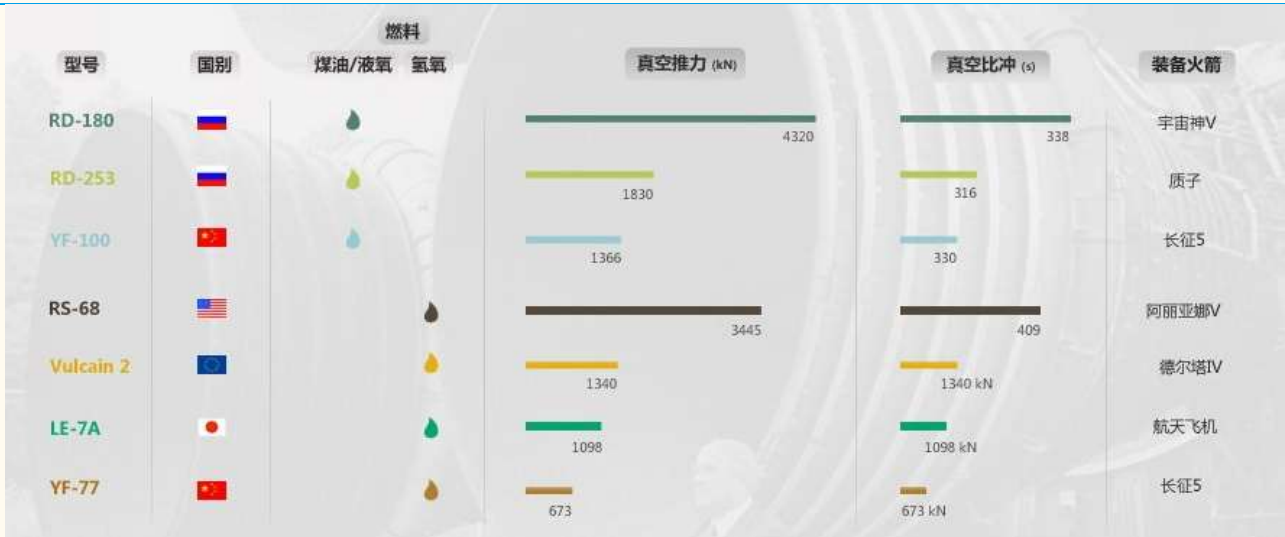 燃料
型号 国别 煤油/液氧 氢氧 真空推力 (kN) 真空比冲 (s) 装备火箭
RD-180 4320 338 宇宙神V
RD-253 1830 316 质子
YF-100 1366 330 长征5
RS-68 3445 409 阿丽亚娜V
Vulcain 2 1340 1340 kN 德尔塔IV
LE-7A 1098 1098 kN 航天飞机
YF-77 673 673 kN 长征5